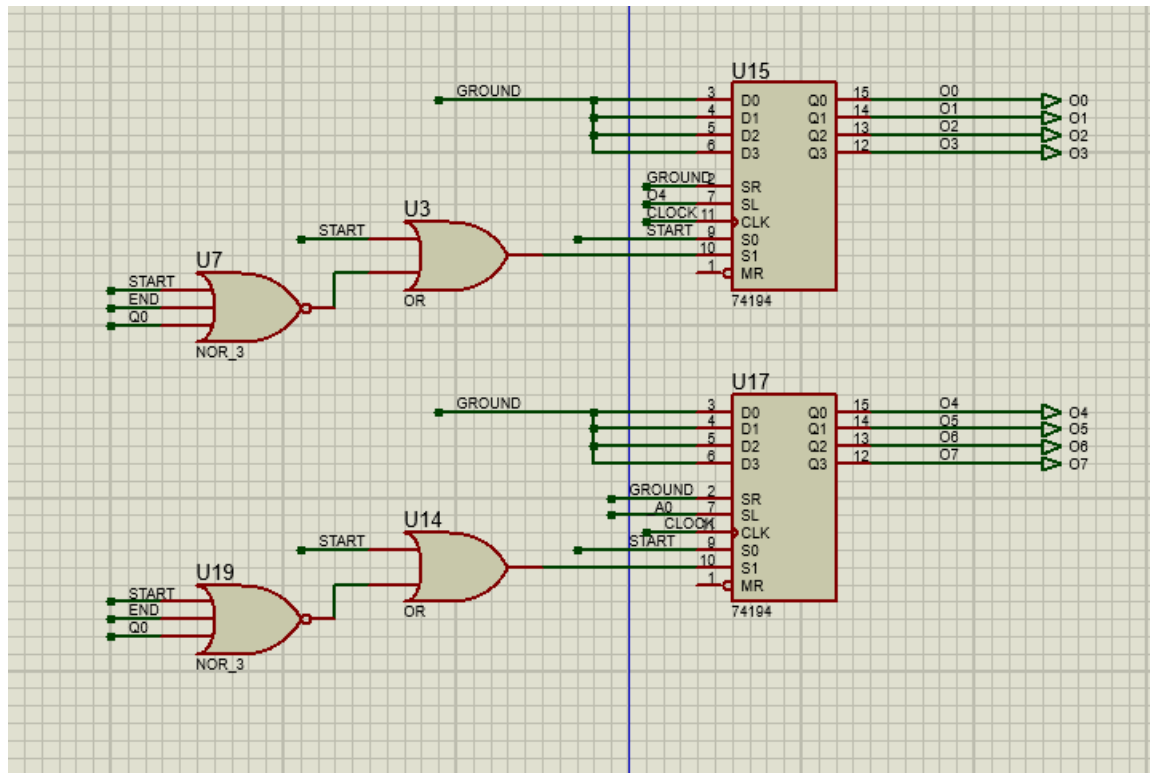 U15
GROUND
3 D0 Q0 15 O0 O0
4 D1 Q1 14 O1 O1
5 D2 Q2 13 O2 O2
6 D3 Q3 12 O3 O3
GROUND 2 SR
O4 7 SL
CLOCK 11 CLK
START 9 S0
10 S1
1 MR
74194
U3
START
OR
U7
START
END
Q0
NOR_3
U17
GROUND
3 D0 Q0 15 O4 O4
4 D1 Q1 14 O5 O5
5 D2 Q2 13 O6 O6
6 D3 Q3 12 O7 O7
GROUND 2 SR
A0 7 SL
CLOCK 11 CLK
START 9 S0
10 S1
1 MR
74194
U14
START
OR
U19
START
END
Q0
NOR_3